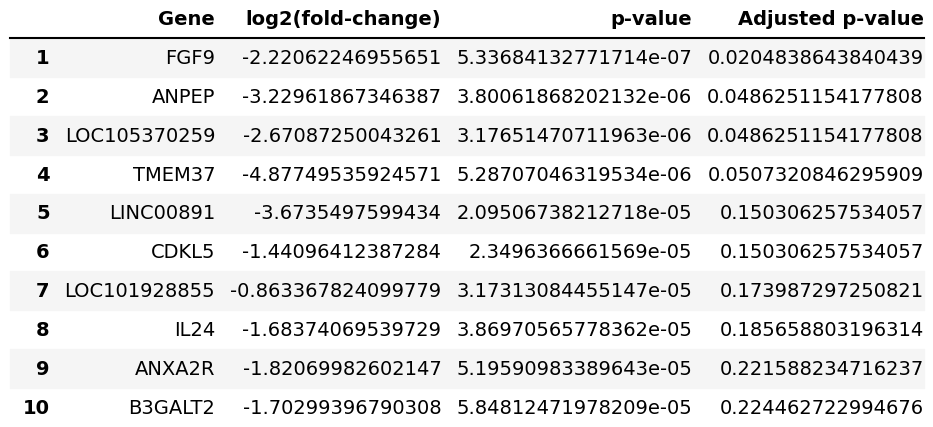 Gene log2(fold-change) p-value Adjusted p-value
1 FGF9 -2.22062246955651 5.33684132771714e-07 0.0204838643840439
2 ANPEP -3.22961867346387 3.80061868202132e-06 0.0486251154177808
3 LOC105370259 -2.67087250043261 3.17651470711963e-06 0.0486251154177808
4 TMEM37 -4.87749535924571 5.28707046319534e-06 0.0507320846295909
5 LINC00891 -3.6735497599434 2.09506738212718e-05 0.150306257534057
6 CDKL5 -1.44096412387284 2.3496366661569e-05 0.150306257534057
7 LOC101928855 -0.863367824099779 3.17313084455147e-05 0.173987297250821
8 IL24 -1.68374069539729 3.86970565778362e-05 0.185658803196314
9 ANXA2R -1.82069982602147 5.19590983389643e-05 0.221588234716237
10 B3GALT2 -1.70299396790308 5.84812471978209e-05 0.224462722994676